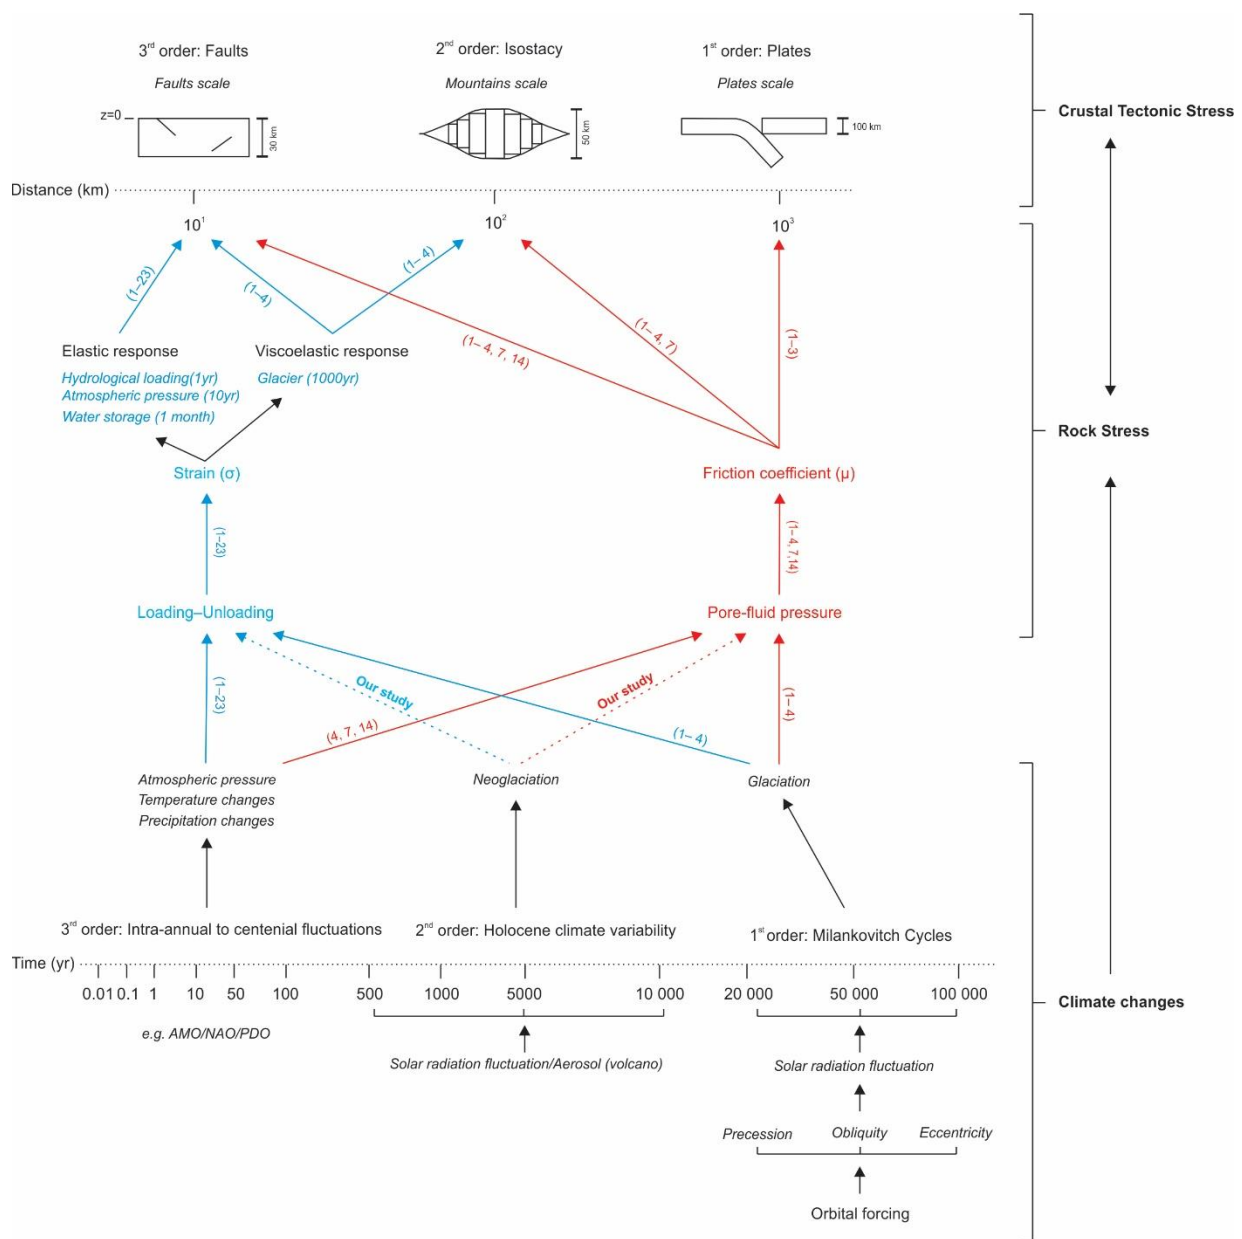 3rd order: Faults
2nd order: Isostacy
1st order: Plates
Faults scale
Mountains scale
Plates scale
z=0
30 km
50 km
100 km
Crustal Tectonic Stress
Distance (km)
10¹
10²
10³
(1–23)
(1–4)
(1– 4)
(1– 4, 7, 14)
(1– 4, 7)
(1–3)
Elastic response
Viscoelastic response
Hydrological loading(1yr)
Atmospheric pressure (10yr)
Water storage (1 month)
Glacier (1000yr)
Rock Stress
Strain (σ)
Friction coefficient (μ)
(1–23)
(1– 4, 7,14)
Loading–Unloading
Pore-fluid pressure
(1–23)
Our study
Our study
(4, 7, 14)
(1–4)
(1– 4)
Atmospheric pressure
Temperature changes
Precipitation changes
Neoglaciation
Glaciation
3rd order: Intra-annual to centenial fluctuations
2nd order: Holocene climate variability
1st order: Milankovitch Cycles
Time (yr)
0.01 0.1 1 10 50 100 500 1000 5000 10 000 20 000 50 000 100 000
Climate changes
e.g. AMO/NAO/PDO
Solar radiation fluctuation/Aerosol (volcano)
Solar radiation fluctuation
Precession
Obliquity
Eccentricity
Orbital forcing